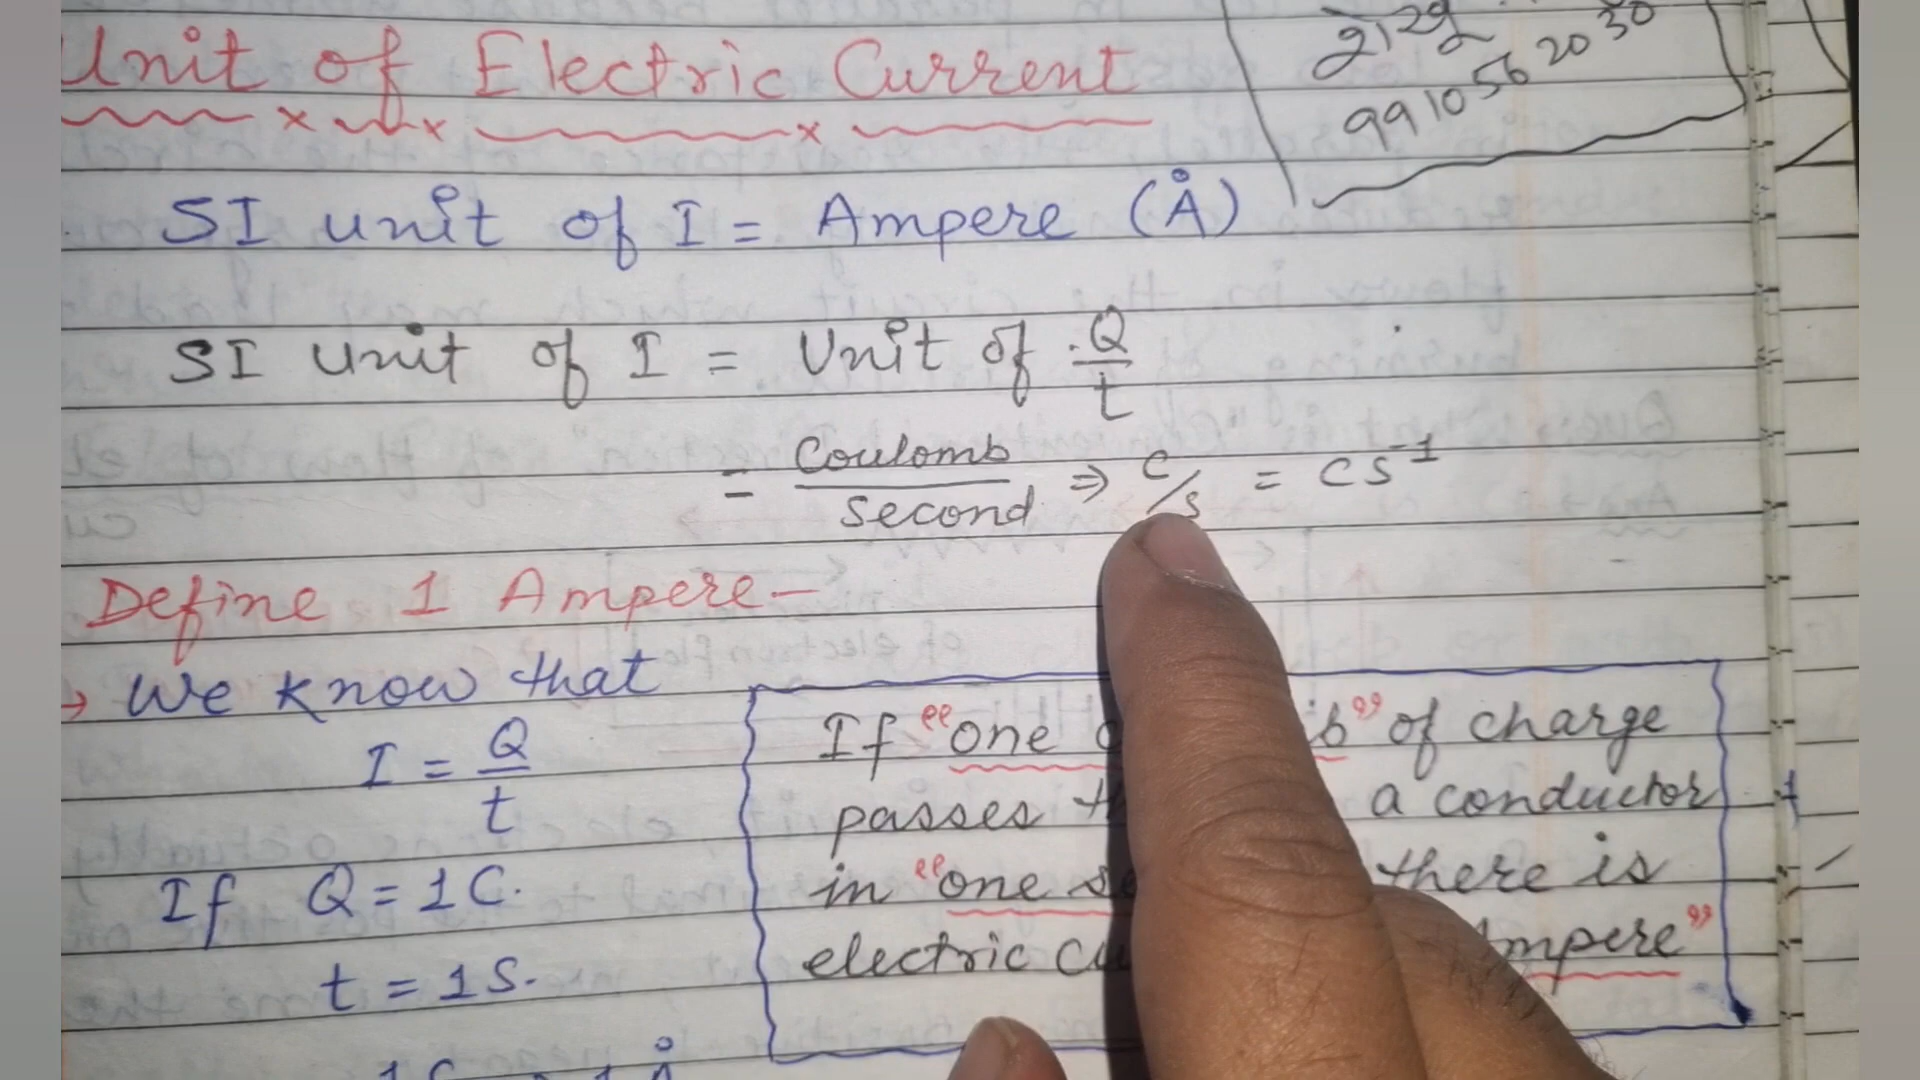 Unit of Electric Current
2129
9910562030
SI unit of I = Ampere (Å)
SI Unit of I = Unit of Q/t
= Coulomb/Second ⇒ C/s = CS⁻¹
Define 1 Ampere-
→ We know that
I = Q/t
If Q = 1C.
t = 1S.
If "one b" of charge
passes a conductor
in "one there is
electric mpere"